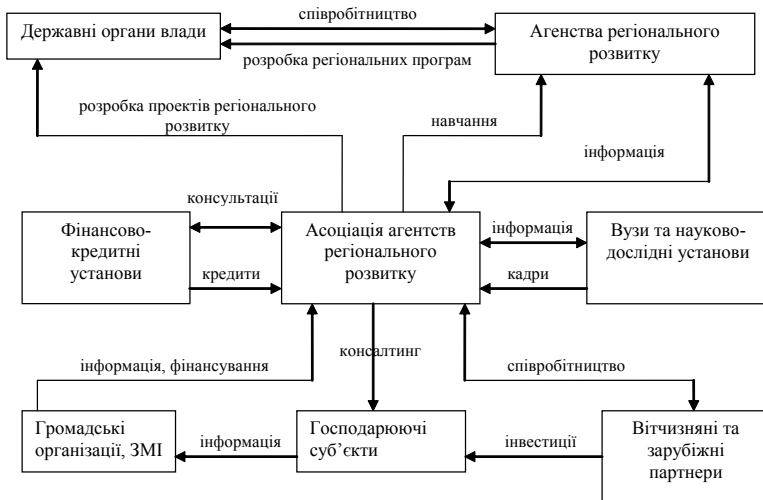 співробітництво
Державні органи влади
Агенства регіонального
розвитку
розробка регіональних програм
розробка проектів регіонального
розвитку
навчання
інформація
консультації
Фінансово-
кредитні
установи
Асоціація агентств
регіонального
розвитку
інформація
Вузи та науково-
дослідні установи
кредити
кадри
консалтинг
інформація, фінансування
співробітництво
Громадські
організації, ЗМІ
інформація
Господарюючі
суб’єкти
інвестиції
Вітчизняні та
зарубіжні
партнери